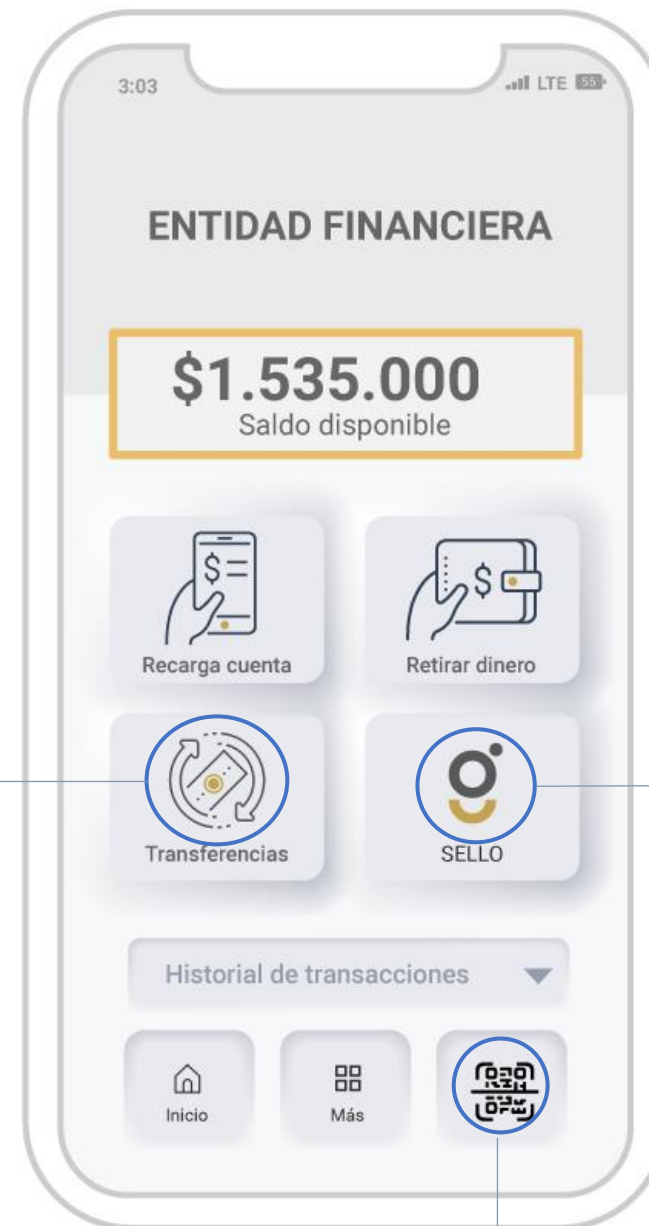 3:03 LTE 55
ENTIDAD FINANCIERA
$1.535.000
Saldo disponible
$ $
Recarga cuenta Retirar dinero
Transferencias SELLO
Historial de transacciones
Inicio Más